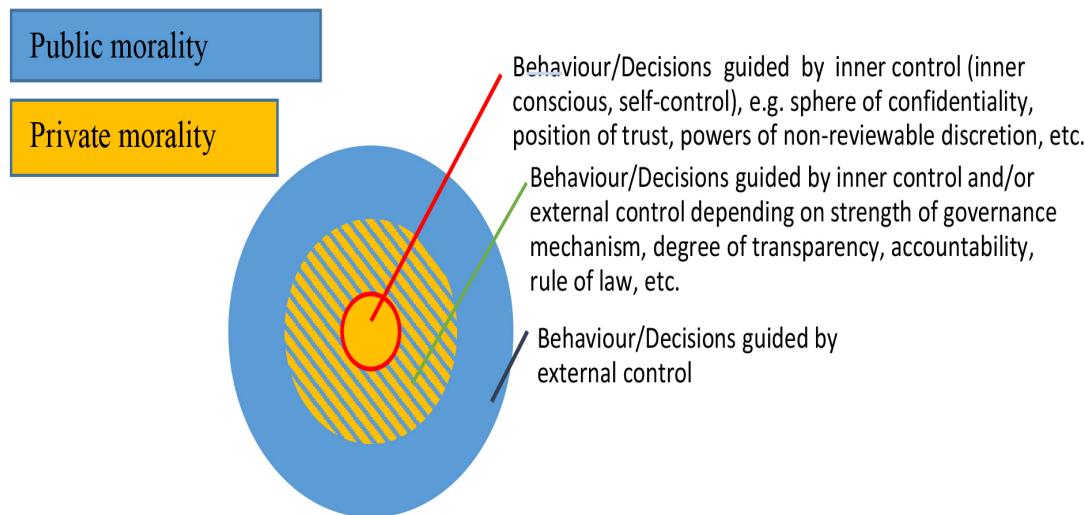 Public morality
Private morality
Behaviour/Decisions guided by inner control (inner
conscious, self-control), e.g. sphere of confidentiality,
position of trust, powers of non-reviewable discretion, etc.
Behaviour/Decisions guided by inner control and/or
external control depending on strength of governance
mechanism, degree of transparency, accountability,
rule of law, etc.
Behaviour/Decisions guided by
external control